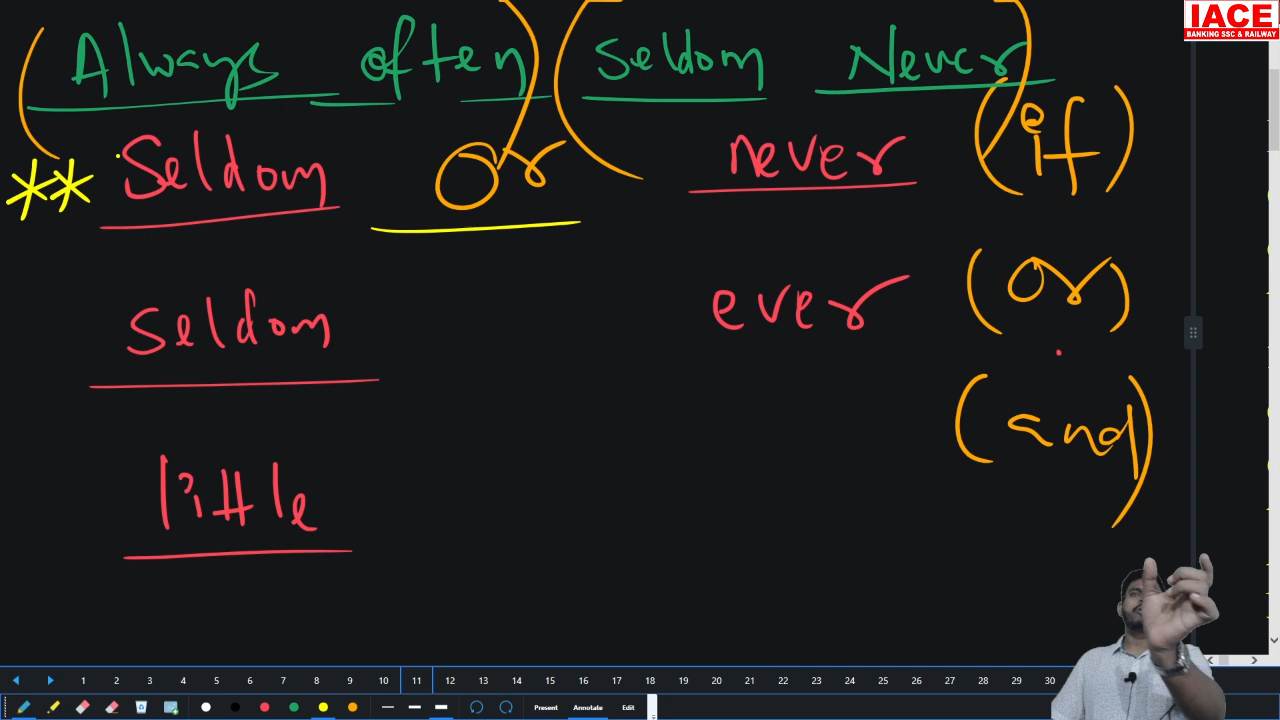 IACE
BANKING SSC & RAILWAY
(Always often) (Seldom Never)
** Seldom Or never (if)
Seldom ever (or)
(and)
little
1 2 3 4 5 6 7 8 9 10 11 12 13 14 15 16 17 18 19 20 21 22 23 24 25 26 27 28 29 30
Present Annotate Edit